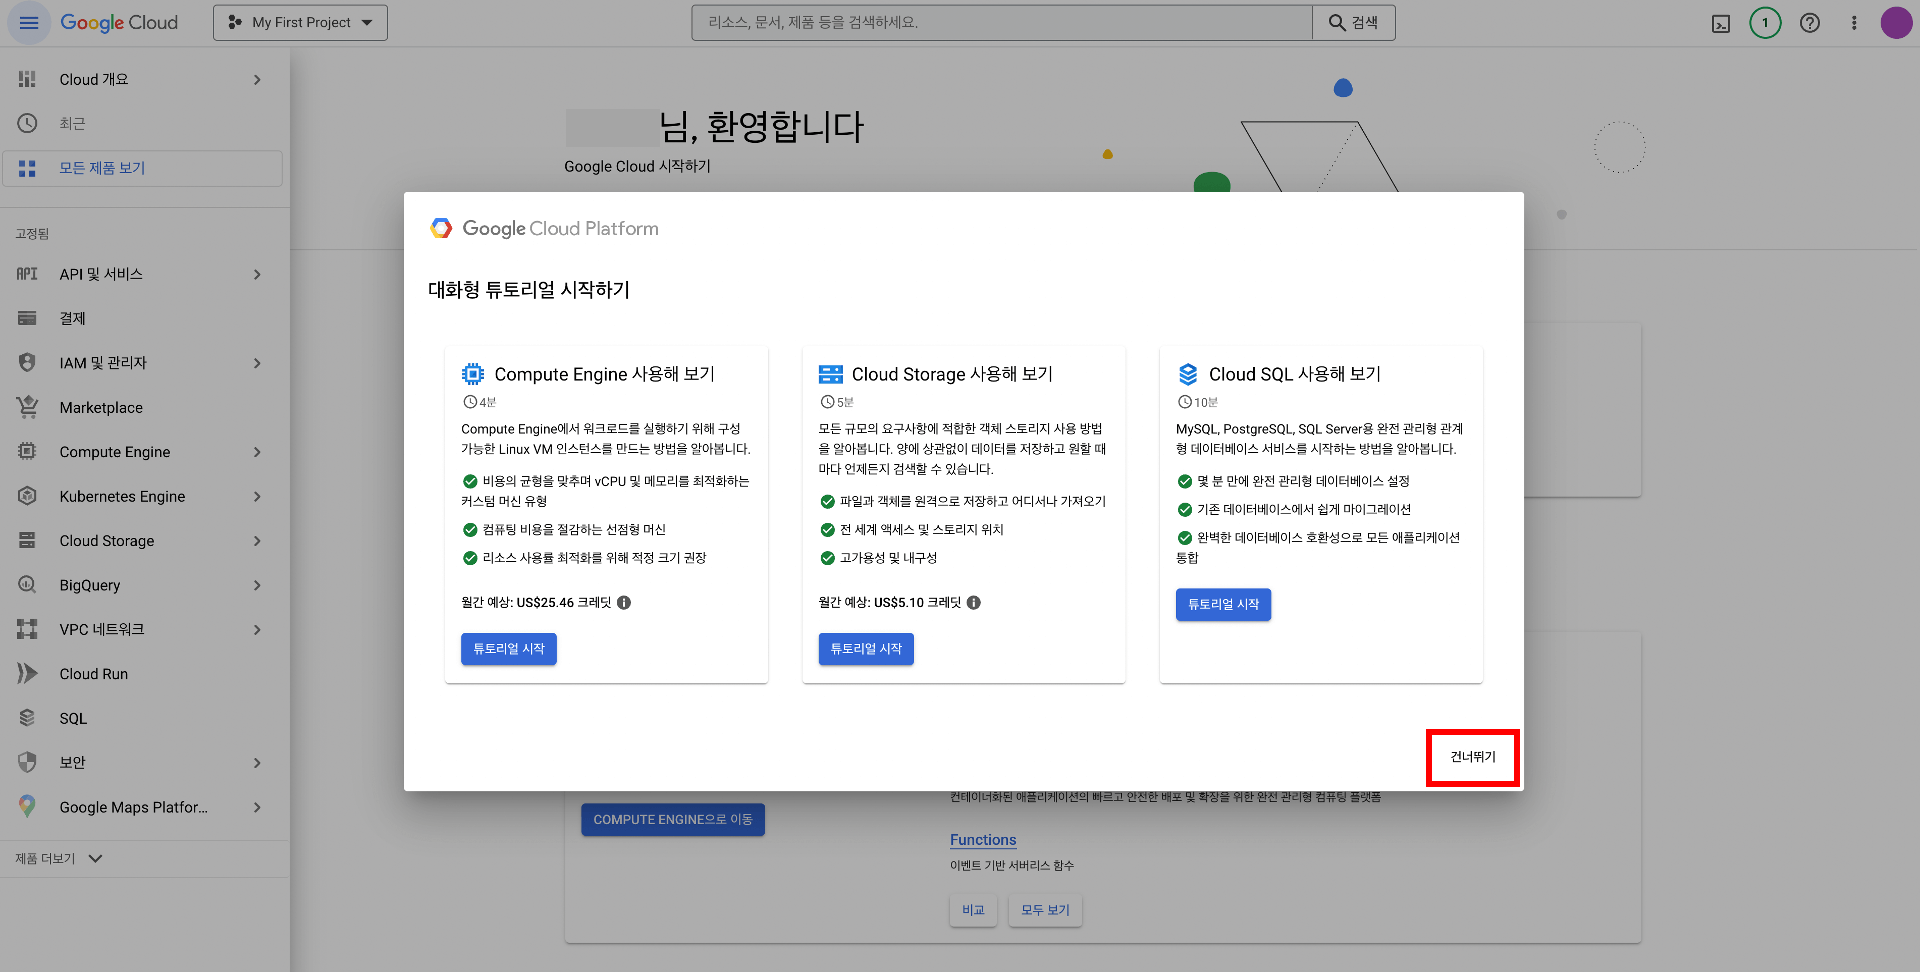 Google Cloud
My First Project
리소스, 문서, 제품 등을 검색하세요.
검색
1
Cloud 개요
최근
모든 제품 보기
고정됨
API 및 서비스
결제
IAM 및 관리자
Marketplace
Compute Engine
Kubernetes Engine
Cloud Storage
BigQuery
VPC 네트워크
Cloud Run
SQL
보안
Google Maps Platfor...
제품 더보기
님, 환영합니다
Google Cloud 시작하기
Google Cloud Platform
대화형 튜토리얼 시작하기
Compute Engine 사용해 보기
4분
Compute Engine에서 워크로드를 실행하기 위해 구성
가능한 Linux VM 인스턴스를 만드는 방법을 알아봅니다.
비용의 균형을 맞추며 vCPU 및 메모리를 최적화하는
커스텀 머신 유형
컴퓨팅 비용을 절감하는 선점형 머신
리소스 사용률 최적화를 위해 적정 크기 권장
월간 예상: US$25.46 크레딧
튜토리얼 시작
Cloud Storage 사용해 보기
5분
모든 규모의 요구사항에 적합한 객체 스토리지 사용 방법
을 알아봅니다. 양에 상관없이 데이터를 저장하고 원할 때
마다 언제든지 검색할 수 있습니다.
파일과 객체를 원격으로 저장하고 어디서나 가져오기
전 세계 액세스 및 스토리지 위치
고가용성 및 내구성
월간 예상: US$5.10 크레딧
튜토리얼 시작
Cloud SQL 사용해 보기
10분
MySQL, PostgreSQL, SQL Server용 완전 관리형 관계
형 데이터베이스 서비스를 시작하는 방법을 알아봅니다.
몇 분 만에 완전 관리형 데이터베이스 설정
기존 데이터베이스에서 쉽게 마이그레이션
완벽한 데이터베이스 호환성으로 모든 애플리케이션
통합
튜토리얼 시작
건너뛰기
컨테이너화된 애플리케이션의 빠르고 안전한 배포 및 확장을 위한 완전 관리형 컴퓨팅 플랫폼
COMPUTE ENGINE으로 이동
Functions
이벤트 기반 서버리스 함수
비교
모두 보기